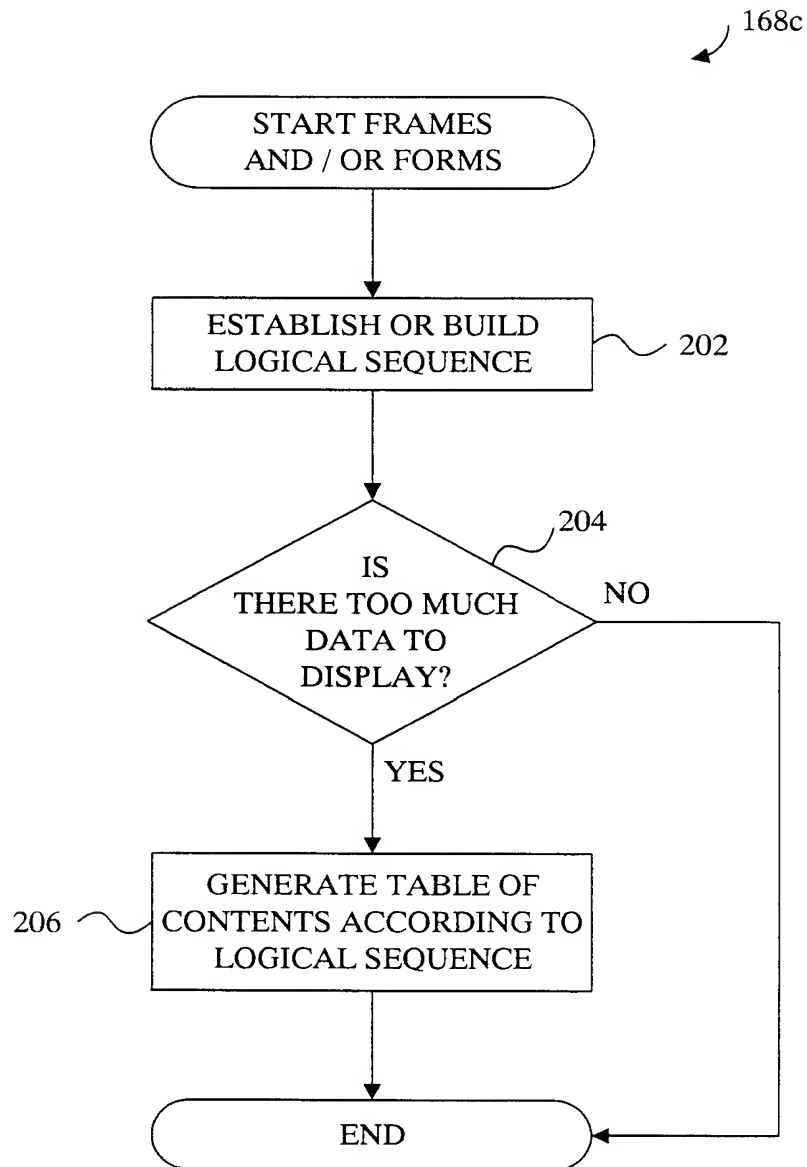 168c
START FRAMES
AND / OR FORMS
ESTABLISH OR BUILD
LOGICAL SEQUENCE
202
204
IS
THERE TOO MUCH
DATA TO
DISPLAY?
NO
YES
GENERATE TABLE OF
CONTENTS ACCORDING TO
LOGICAL SEQUENCE
206
END